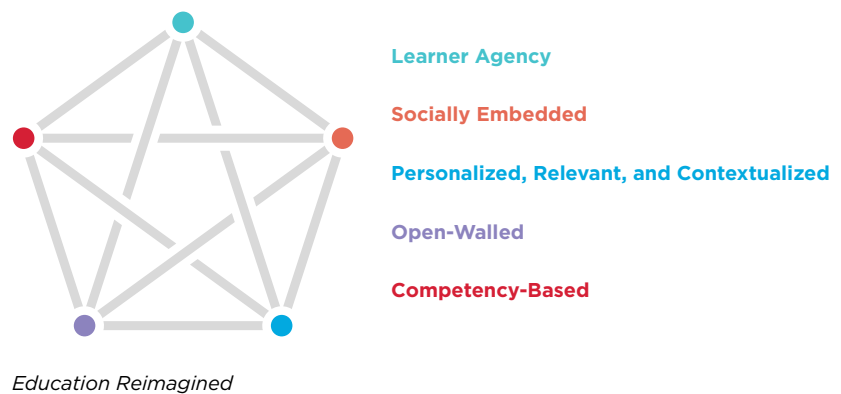 Learner Agency
Socially Embedded
Personalized, Relevant, and Contextualized
Open-Walled
Competency-Based
Education Reimagined